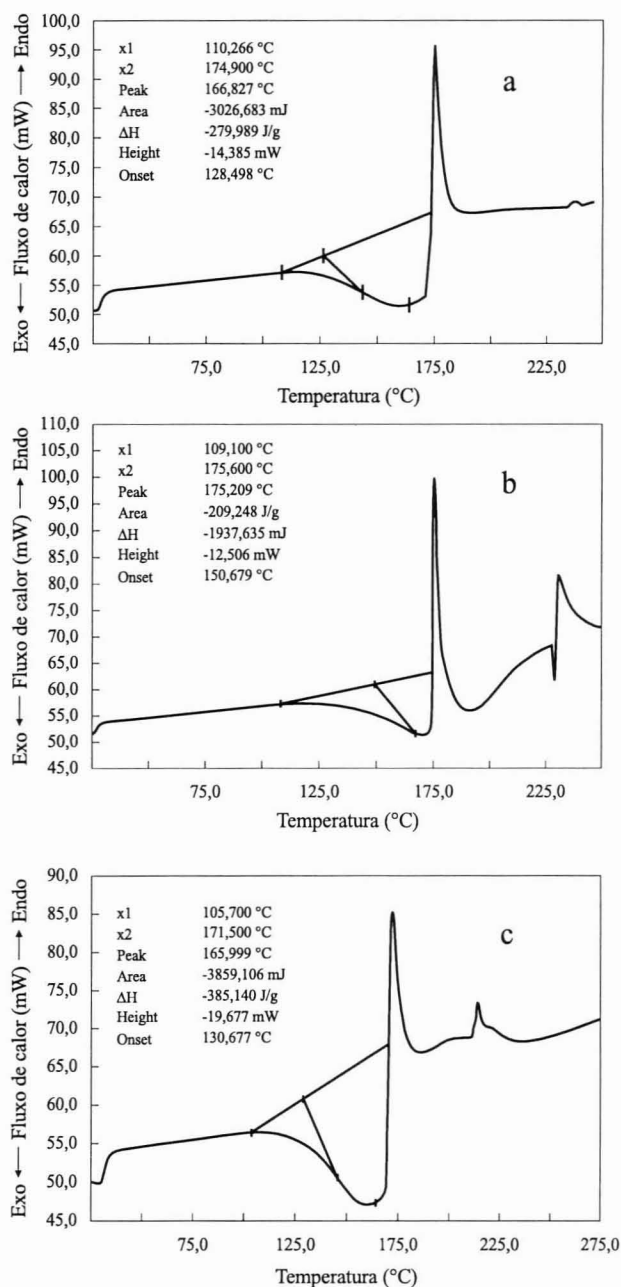 Exo ← Fluxo de calor (mW) → Endo
100,0
95,0
90,0
85,0
80,0
75,0
70,0
65,0
60,0
55,0
50,0
45,0
x1 110,266 °C
x2 174,900 °C
Peak 166,827 °C
Area -3026,683 mJ
ΔH -279,989 J/g
Height -14,385 mW
Onset 128,498 °C
a
75,0 125,0 175,0 225,0
Temperatura (°C)
Exo ← Fluxo de calor (mW) → Endo
110,0
105,0
100,0
95,0
90,0
85,0
80,0
75,0
70,0
65,0
60,0
55,0
50,0
45,0
x1 109,100 °C
x2 175,600 °C
Peak 175,209 °C
Area -209,248 J/g
ΔH -1937,635 mJ
Height -12,506 mW
Onset 150,679 °C
b
75,0 125,0 175,0 225,0
Temperatura (°C)
Exo ← Fluxo de calor (mW) → Endo
90,0
85,0
80,0
75,0
70,0
65,0
60,0
55,0
50,0
45,0
x1 105,700 °C
x2 171,500 °C
Peak 165,999 °C
Area -3859,106 mJ
ΔH -385,140 J/g
Height -19,677 mW
Onset 130,677 °C
c
75,0 125,0 175,0 225,0 275,0
Temperatura (°C)